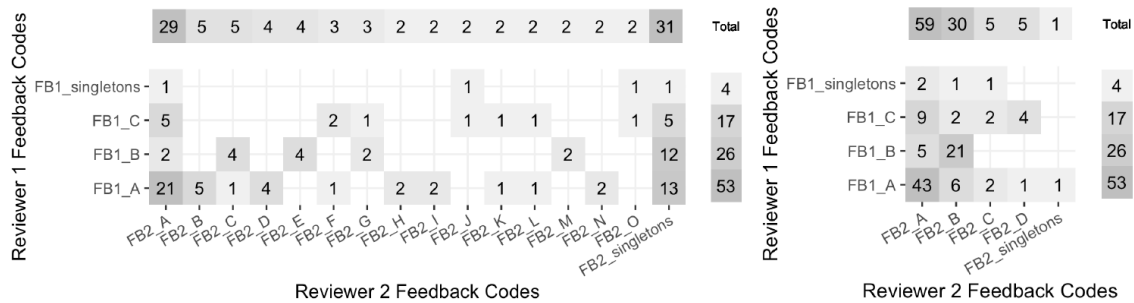 29 5 5 4 4 3 3 2 2 2 2 2 2 2 2 31 Total
FB1_singletons 1 1 1 1 4
FB1_C 5 2 1 1 1 1 1 5 17
FB1_B 2 4 4 2 2 12 26
FB1_A 21 5 1 4 1 2 2 1 1 2 13 53
FB2_A FB2_B FB2_C FB2_D FB2_E FB2_F FB2_G FB2_H FB2_I FB2_J FB2_K FB2_L FB2_M FB2_N FB2_O FB2_singletons
Reviewer 2 Feedback Codes
Reviewer 1 Feedback Codes
59 30 5 5 1 Total
FB1_singletons 2 1 1 4
FB1_C 9 2 2 4 17
FB1_B 5 21 26
FB1_A 43 6 2 1 1 53
FB2_A FB2_B FB2_C FB2_D FB2_singletons
Reviewer 2 Feedback Codes
Reviewer 1 Feedback Codes